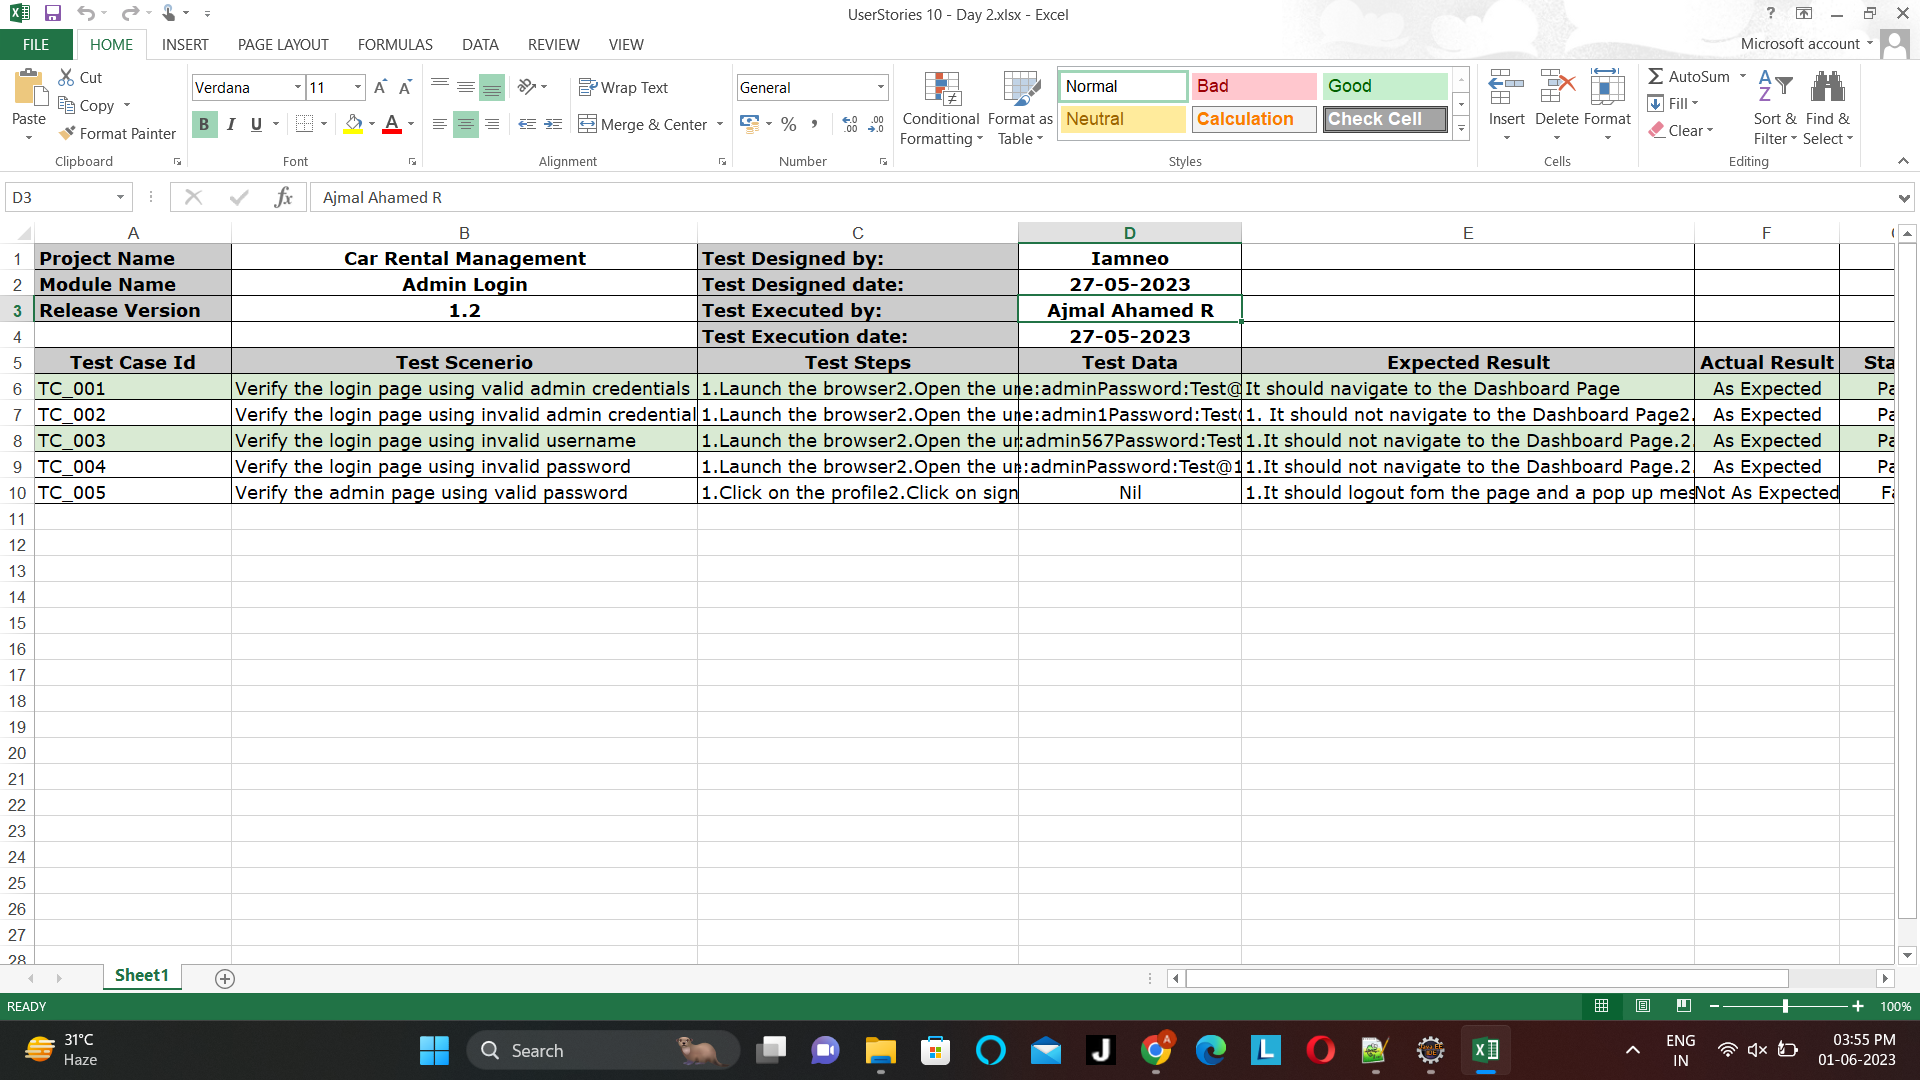 UserStories 10 - Day 2.xlsx - Excel
FILE HOME INSERT PAGE LAYOUT FORMULAS DATA REVIEW VIEW Microsoft account
Paste Cut Copy Format Painter Clipboard
Verdana 11 B I U Font
Wrap Text Merge & Center Alignment
General % Number
Conditional Formatting Format as Table
Normal Bad Good
Neutral Calculation Check Cell
Styles
Insert Delete Format Cells
AutoSum Fill Clear Sort & Filter Find & Select Editing
D3 fx Ajmal Ahamed R
A B C D E F
1 Project Name Car Rental Management Test Designed by: Iamneo
2 Module Name Admin Login Test Designed date: 27-05-2023
3 Release Version 1.2 Test Executed by: Ajmal Ahamed R
4 Test Execution date: 27-05-2023
5 Test Case Id Test Scenerio Test Steps Test Data Expected Result Actual Result Sta
6 TC_001 Verify the login page using valid admin credentials 1.Launch the browser2.Open the u ne:adminPassword:Test@ It should navigate to the Dashboard Page As Expected Pa
7 TC_002 Verify the login page using invalid admin credential 1.Launch the browser2.Open the u ne:admin1Password:Test 1. It should not navigate to the Dashboard Page2. As Expected Pa
8 TC_003 Verify the login page using invalid username 1.Launch the browser2.Open the ur :admin567Password:Test 1.It should not navigate to the Dashboard Page.2 As Expected Pa
9 TC_004 Verify the login page using invalid password 1.Launch the browser2.Open the u e:adminPassword:Test@1 1.It should not navigate to the Dashboard Page.2 As Expected Pa
10 TC_005 Verify the admin page using valid password 1.Click on the profile2.Click on sign Nil 1.It should logout fom the page and a pop up mes Not As Expected Fa
11
12
13
14
15
16
17
18
19
20
21
22
23
24
25
26
27
28
Sheet1
READY 100%
31°C
Haze
Search
ENG
IN
03:55 PM
01-06-2023